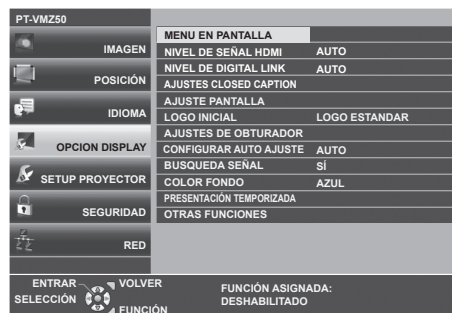 PT-VMZ50
IMAGEN
POSICIÓN
IDIOMA
OPCION DISPLAY
SETUP PROYECTOR
SEGURIDAD
RED
MENU EN PANTALLA
NIVEL DE SEÑAL HDMI AUTO
NIVEL DE DIGITAL LINK AUTO
AJUSTES CLOSED CAPTION
AJUSTE PANTALLA
LOGO INICIAL LOGO ESTANDAR
AJUSTES DE OBTURADOR
CONFIGURAR AUTO AJUSTE AUTO
BUSQUEDA SEÑAL SÍ
COLOR FONDO AZUL
PRESENTACIÓN TEMPORIZADA
OTRAS FUNCIONES
ENTRAR VOLVER
SELECCIÓN
FUNCIÓN
FUNCIÓN ASIGNADA:
DESHABILITADO